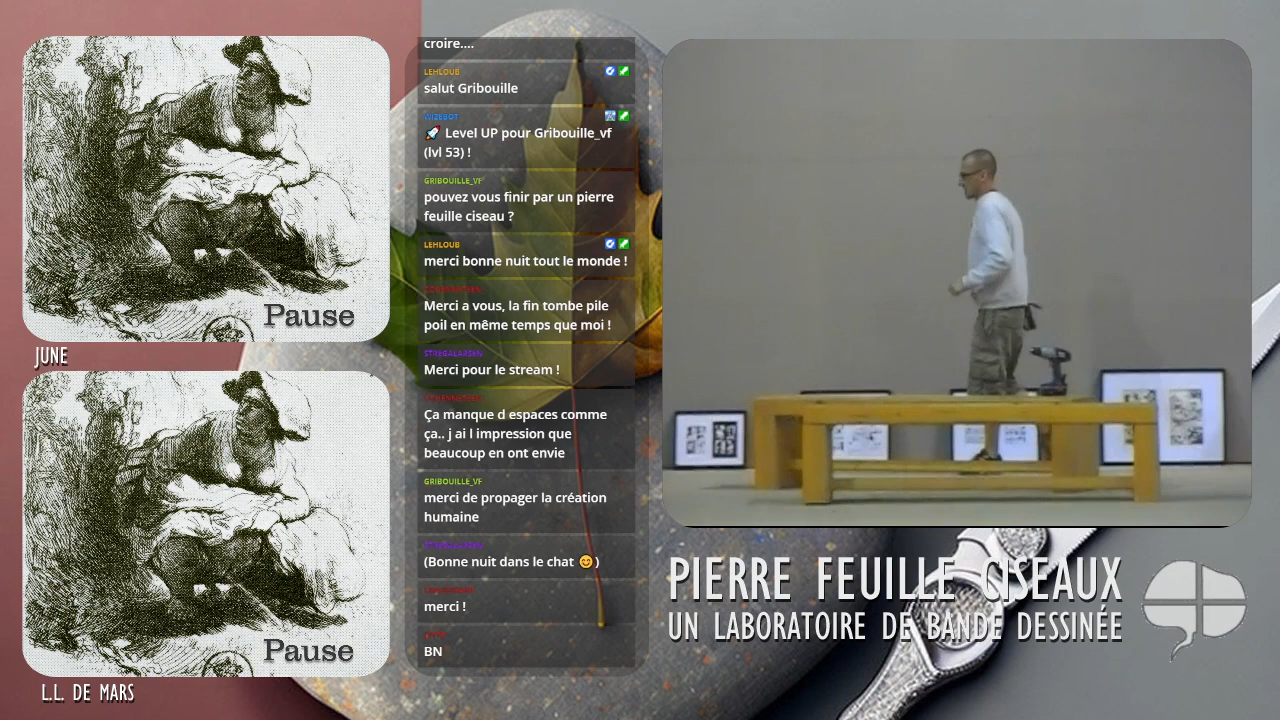 Pause
JUNE
Pause
L.L. DE MARS
croire....
LEHLOUB
salut Gribouille
WIZEBOT
🚀 Level UP pour Gribouille_vf
(lvl 53) !
GRIBOUILLE_VF
pouvez vous finir par un pierre
feuille ciseau ?
LEHLOUB
merci bonne nuit tout le monde !
Merci a vous, la fin tombe pile
poil en même temps que moi !
STREGALARSEN
Merci pour le stream !
Ça manque d espaces comme
ça.. j ai l impression que
beaucoup en ont envie
GRIBOUILLE_VF
merci de propager la création
humaine
STREGALARSEN
(Bonne nuit dans le chat 😊)
merci !
BN
PIERRE FEUILLE CISEAUX
UN LABORATOIRE DE BANDE DESSINÉE